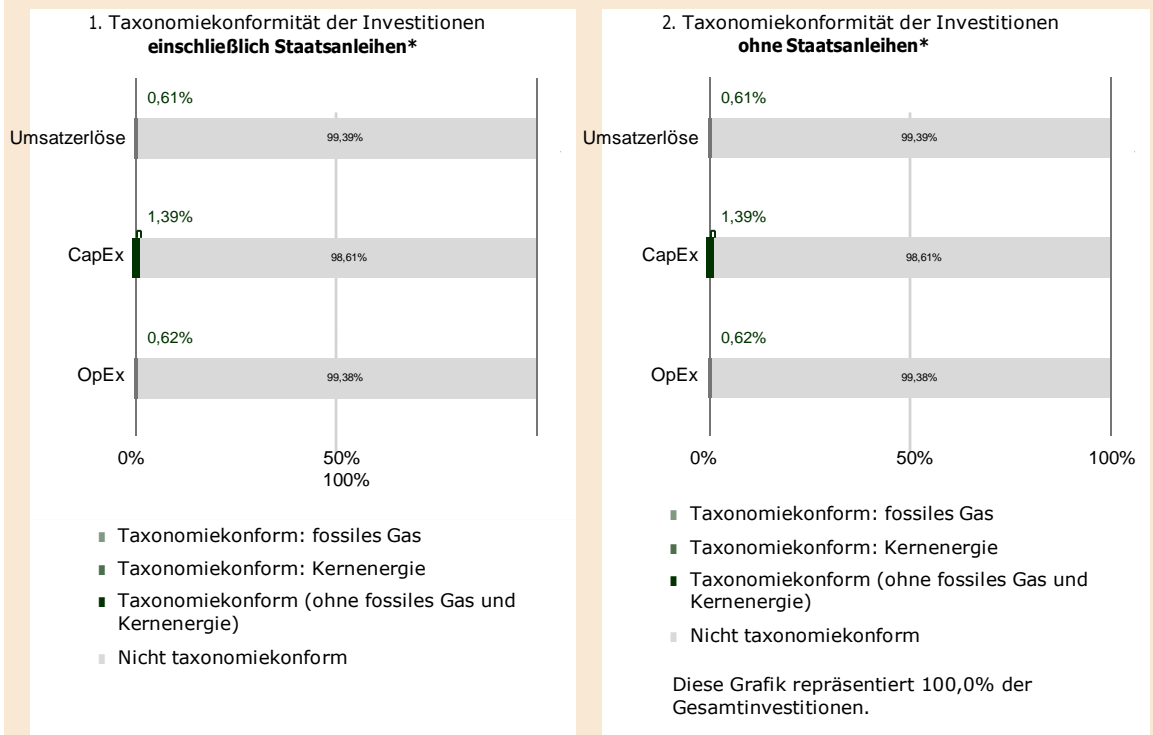 1. Taxonomiekonformität der Investitionen
einschließlich Staatsanleihen*
0,61%
Umsatzerlöse
99,39%
1,39%
CapEx
98,61%
0,62%
OpEx
99,38%
0%
50%
100%
Taxonomiekonform: fossiles Gas
Taxonomiekonform: Kernenergie
Taxonomiekonform (ohne fossiles Gas und
Kernenergie)
Nicht taxonomiekonform
2. Taxonomiekonformität der Investitionen
ohne Staatsanleihen*
0,61%
Umsatzerlöse
99,39%
1,39%
CapEx
98,61%
0,62%
OpEx
99,38%
0%
50%
100%
Taxonomiekonform: fossiles Gas
Taxonomiekonform: Kernenergie
Taxonomiekonform (ohne fossiles Gas und
Kernenergie)
Nicht taxonomiekonform
Diese Grafik repräsentiert 100,0% der
Gesamtinvestitionen.